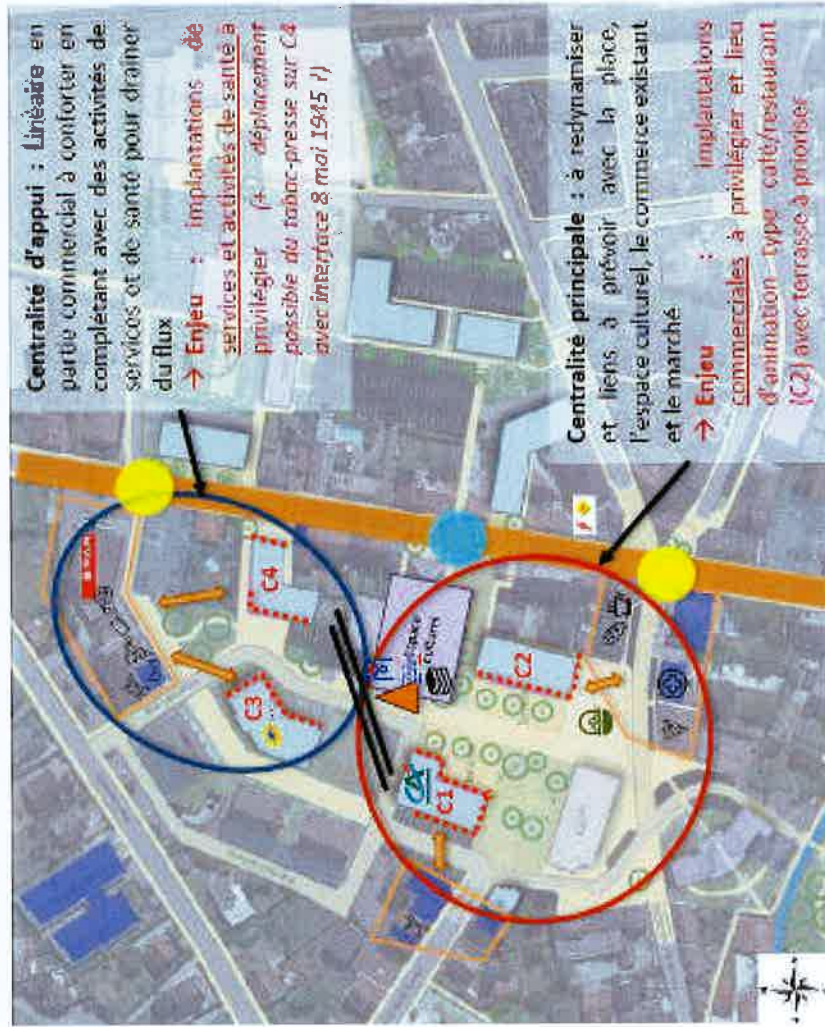 Centralité d'appui : Linéaire en
partie commercial à conforter en
complétant avec des activités de
services et de santé pour drainer
du flux
→ Enjeu : implantations de
services et activités de santé à
privilégier (+ déplacement
possible du tabac-presse sur C4
avec interface 8 mai 1945 ?)
Centralité principale : à redynamiser
et liens à prévoir avec la place,
l'espace culturel, le commerce existant
et le marché
→ Enjeu : implantations
commerciales à privilégier et lieu
d'animation type café/restaurant
(C2) avec terrasse à prioriser
C4
C3
C2
CA
C1